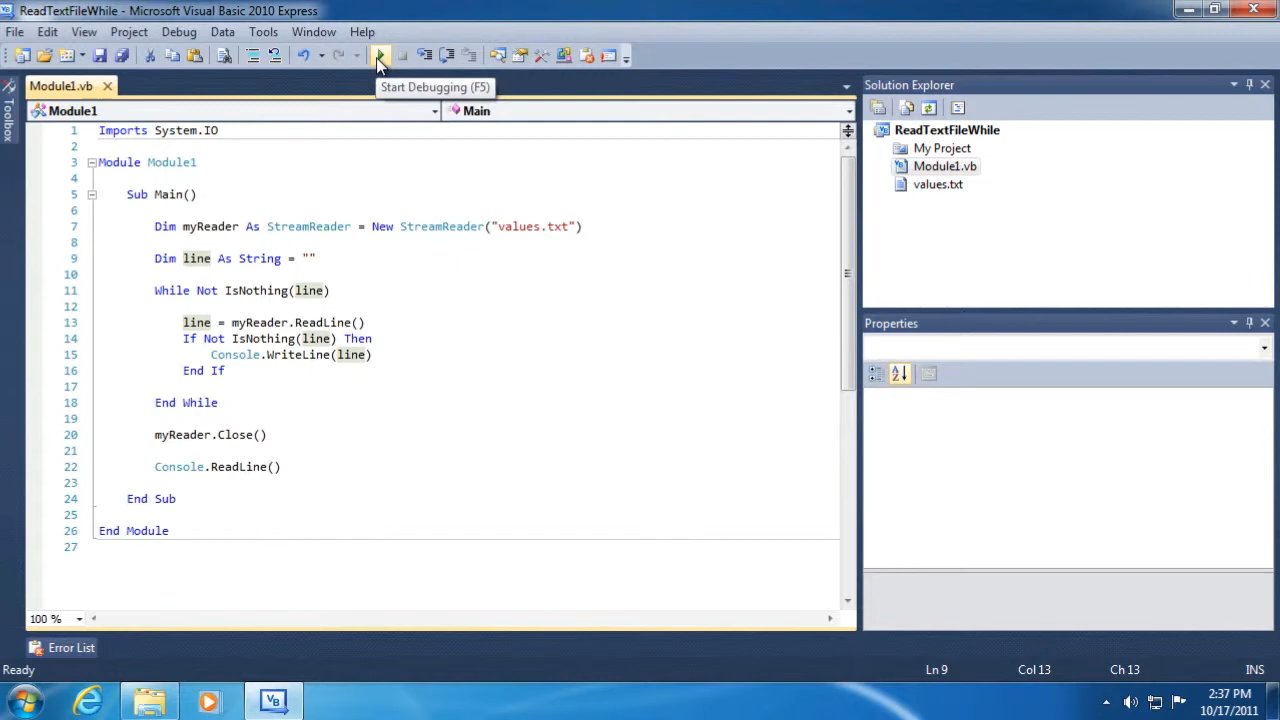 ReadTextFileWhile - Microsoft Visual Basic 2010 Express
File Edit View Project Debug Data Tools Window Help
Start Debugging (F5)
Toolbox
Module1.vb
Module1 Main
1 Imports System.IO
2
3 Module Module1
4
5 Sub Main()
6
7 Dim myReader As StreamReader = New StreamReader("values.txt")
8
9 Dim line As String = ""
10
11 While Not IsNothing(line)
12
13 line = myReader.ReadLine()
14 If Not IsNothing(line) Then
15 Console.WriteLine(line)
16 End If
17
18 End While
19
20 myReader.Close()
21
22 Console.ReadLine()
23
24 End Sub
25
26 End Module
27
100 %
Solution Explorer
ReadTextFileWhile
My Project
Module1.vb
values.txt
Properties
Error List
Ready Ln 9 Col 13 Ch 13 INS
2:37 PM
10/17/2011